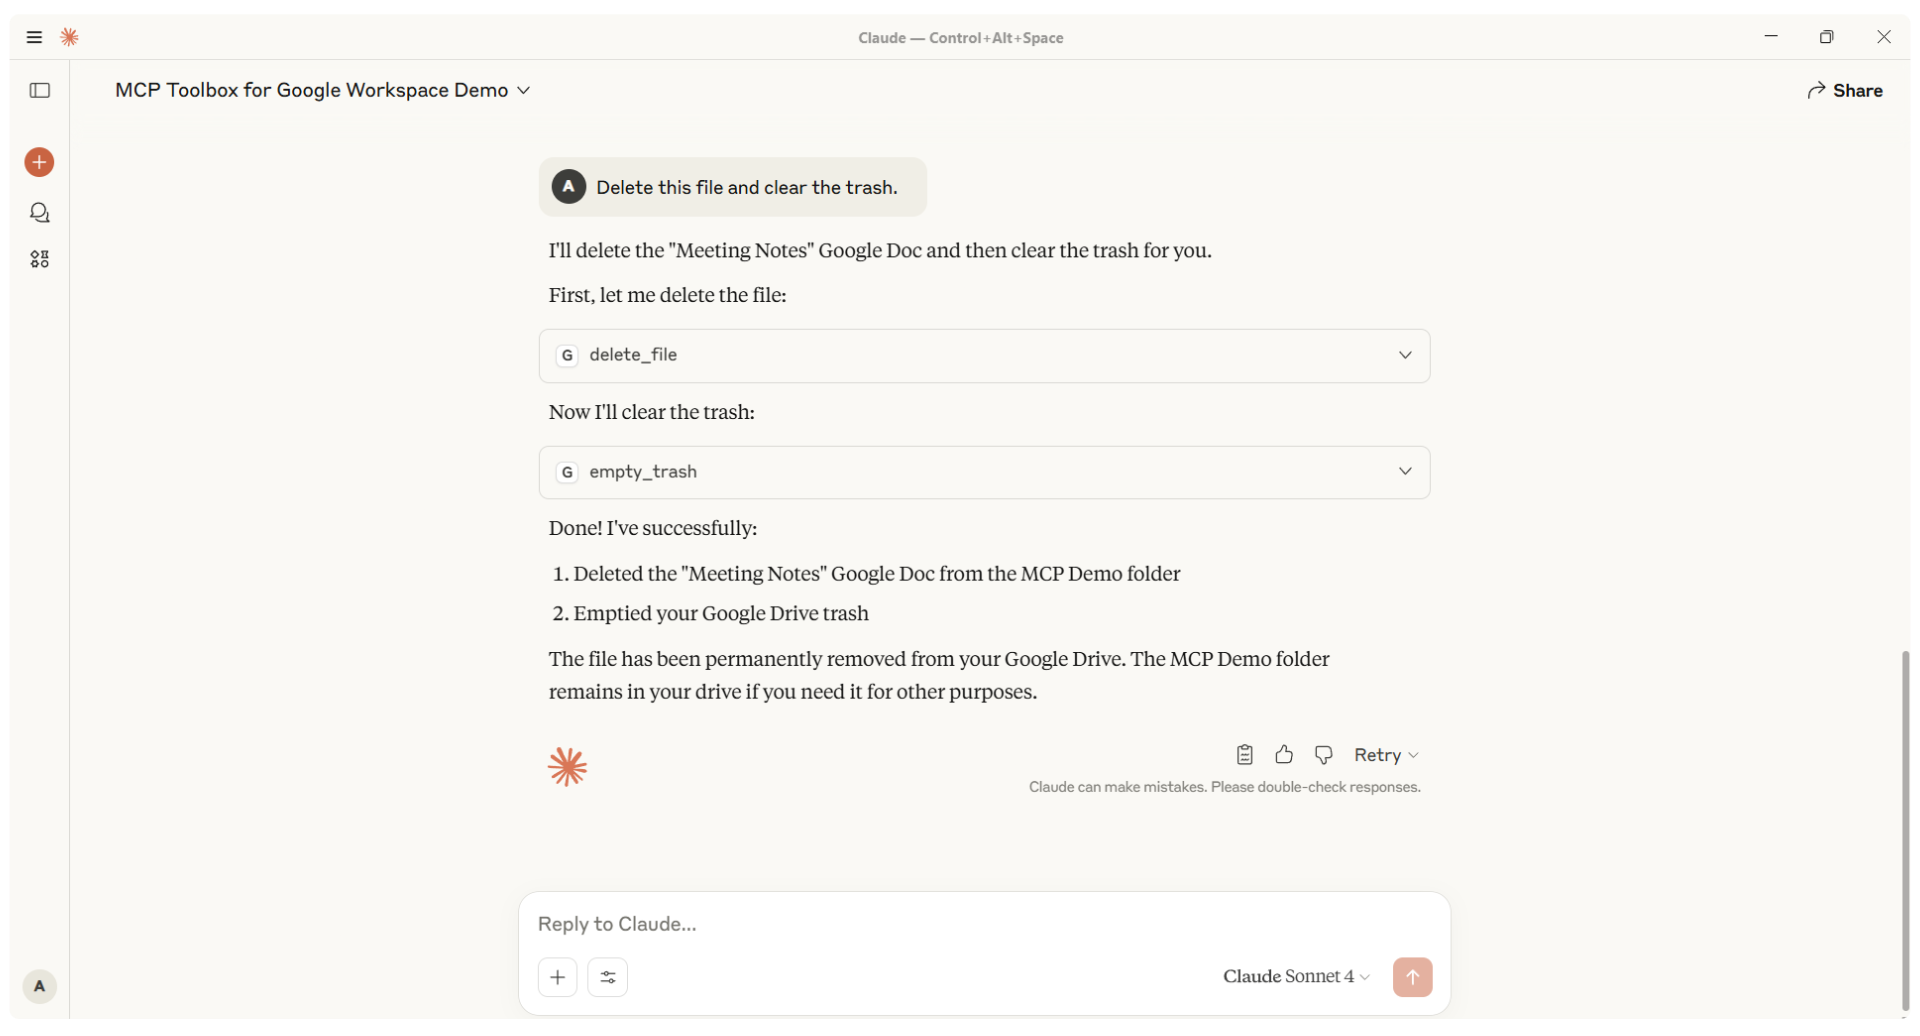 Claude — Control+Alt+Space
MCP Toolbox for Google Workspace Demo
Share
A
Delete this file and clear the trash.
I'll delete the "Meeting Notes" Google Doc and then clear the trash for you.
First, let me delete the file:
G delete_file
Now I'll clear the trash:
G empty_trash
Done! I've successfully:
1. Deleted the "Meeting Notes" Google Doc from the MCP Demo folder
2. Emptied your Google Drive trash
The file has been permanently removed from your Google Drive. The MCP Demo folder
remains in your drive if you need it for other purposes.
Retry
Claude can make mistakes. Please double-check responses.
Reply to Claude...
Claude Sonnet 4
A